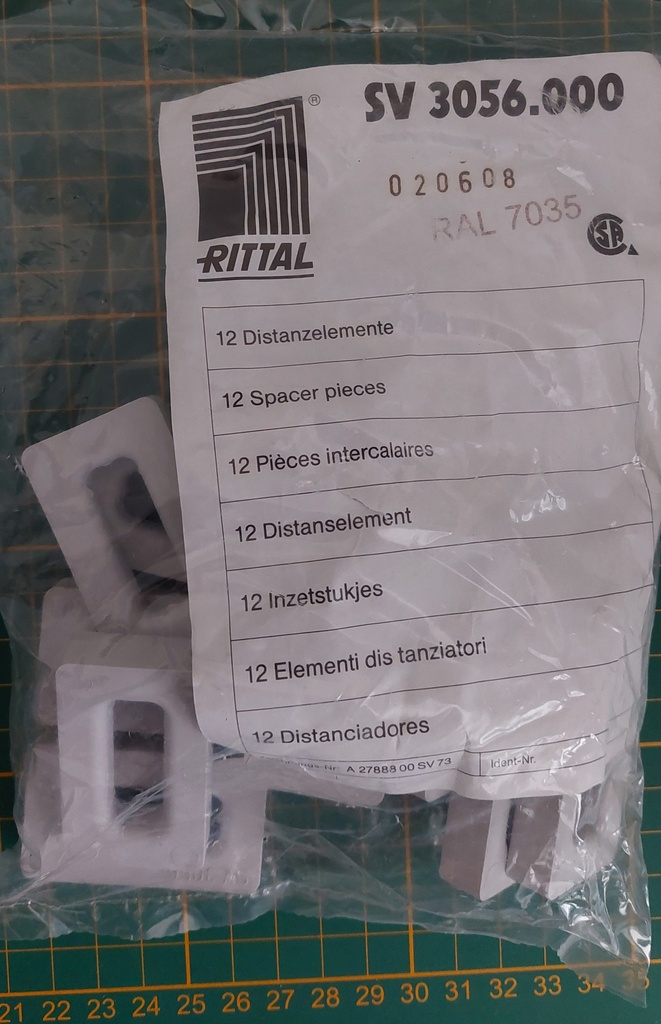 SV 3056.000
®
020608
RAL 7035
RITTAL
12 Distanzelemente
12 Spacer pieces
12 Pièces intercalaires
12 Distanselement
12 Inzetstukjes
12 Elementi dis tanziatori
12 Distanciadores
A 27888 00 SV 73 Ident-Nr.
21 22 23 24 25 26 27 28 29 30 31 32 33 34 35